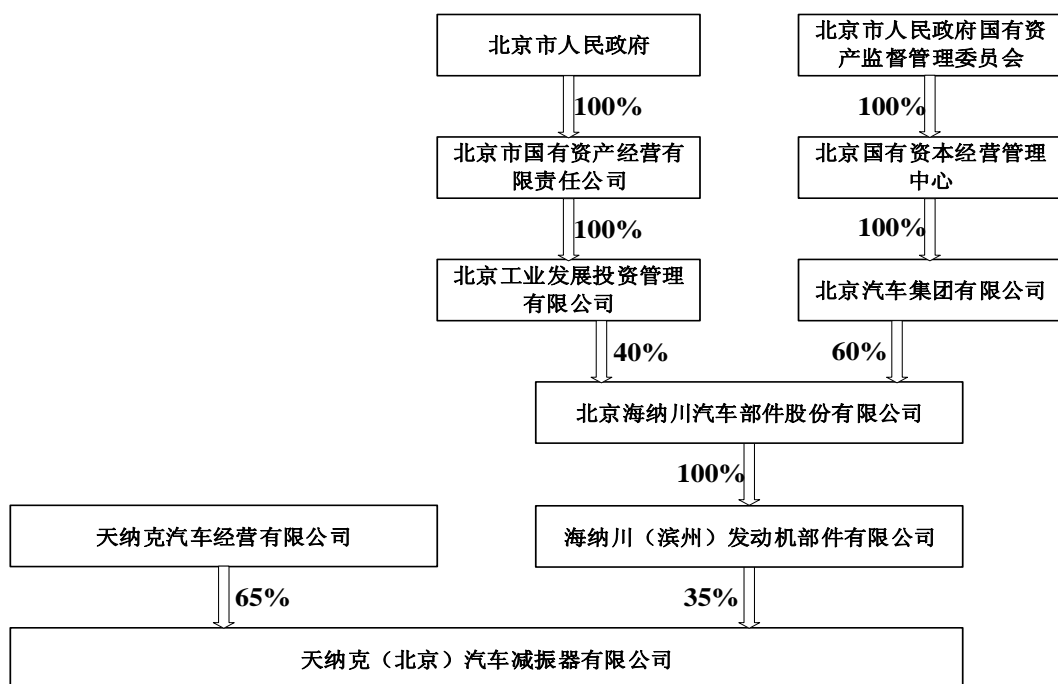 北京市人民政府
北京市人民政府国有资
产监督管理委员会
100%
100%
北京市国有资产经营有
限责任公司
北京国有资本经营管理
中心
100%
100%
北京工业发展投资管理
有限公司
北京汽车集团有限公司
40%
60%
北京海纳川汽车部件股份有限公司
100%
天纳克汽车经营有限公司
海纳川（滨州）发动机部件有限公司
65%
35%
天纳克（北京）汽车减振器有限公司